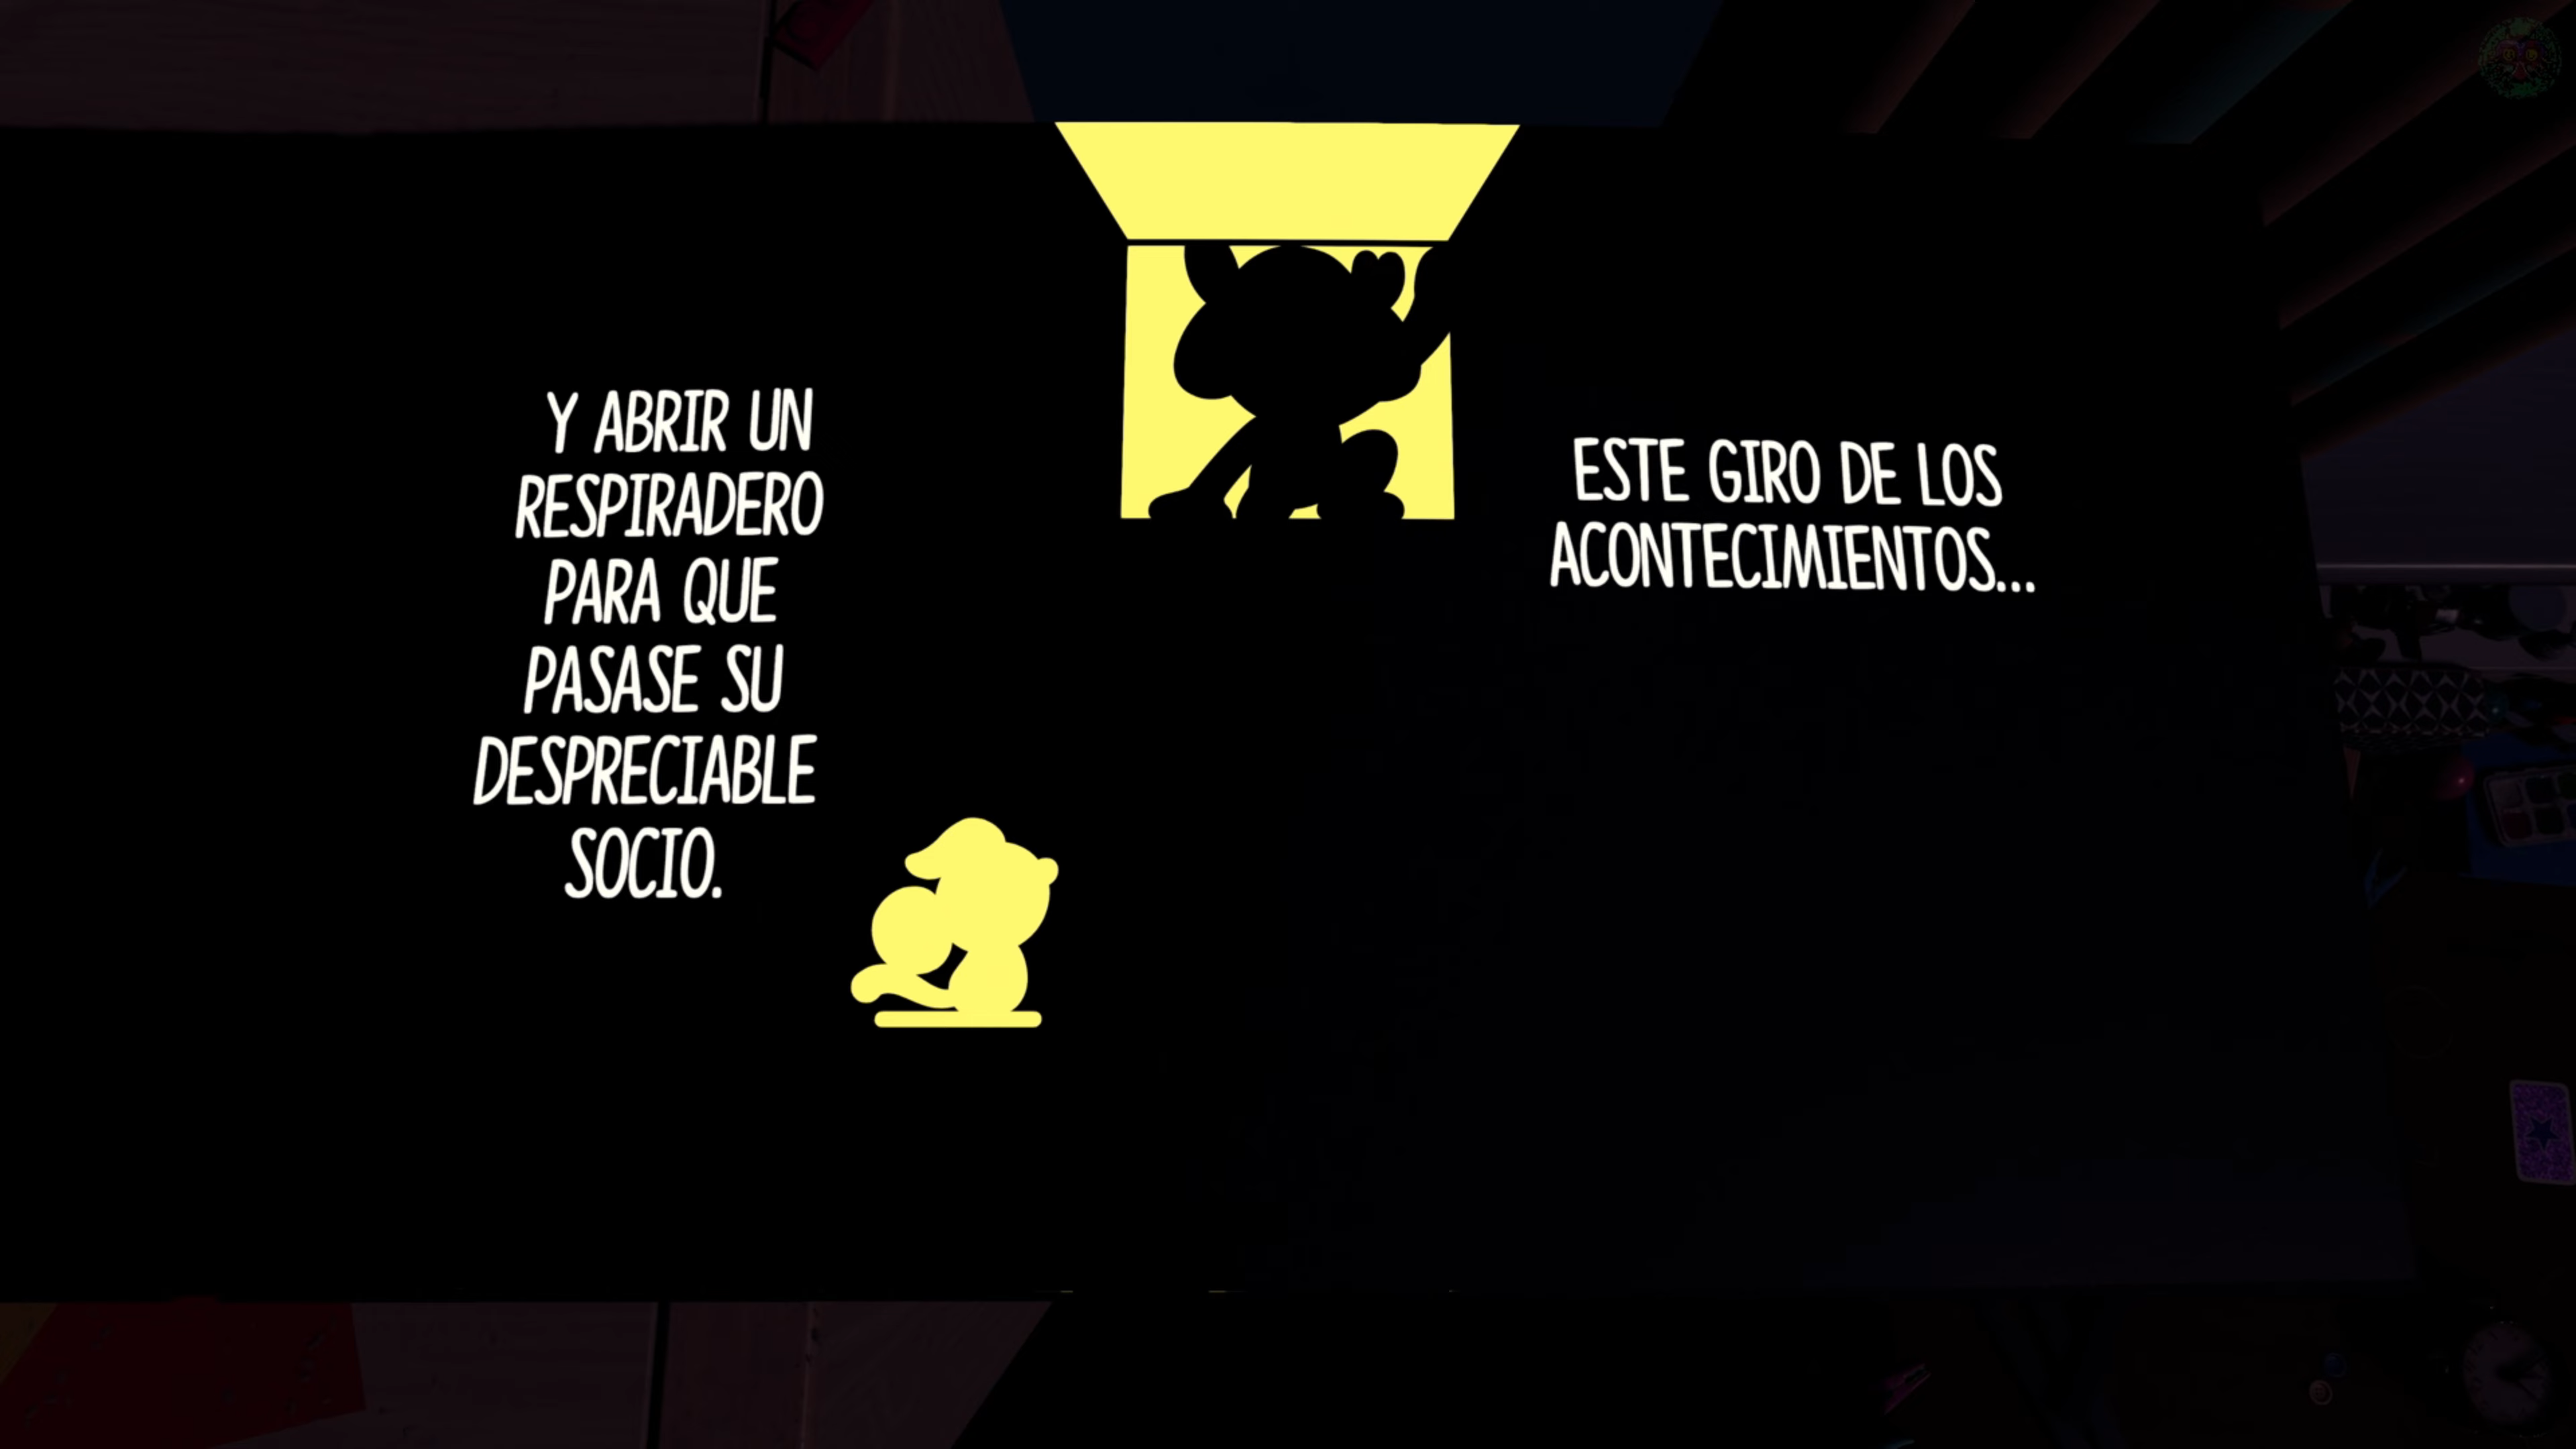 Y ABRIR UN
RESPIRADERO
PARA QUE
PASASE SU
DESPRECIABLE
SOCIO.
ESTE GIRO DE LOS
ACONTECIMIENTOS...